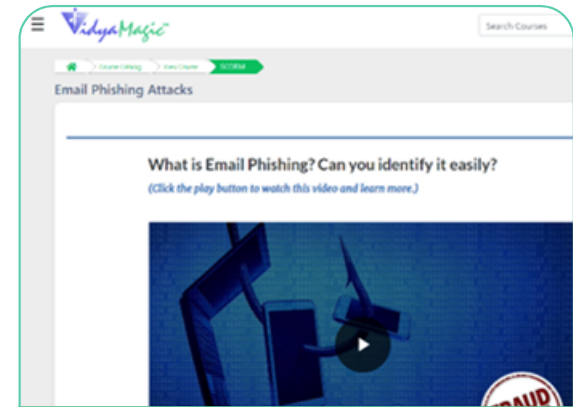 VidyaMagic
Search Courses
Course Catalog View Course SCORM
Email Phishing Attacks
What is Email Phishing? Can you identify it easily?
(Click the play button to watch this video and learn more.)
FRAUD